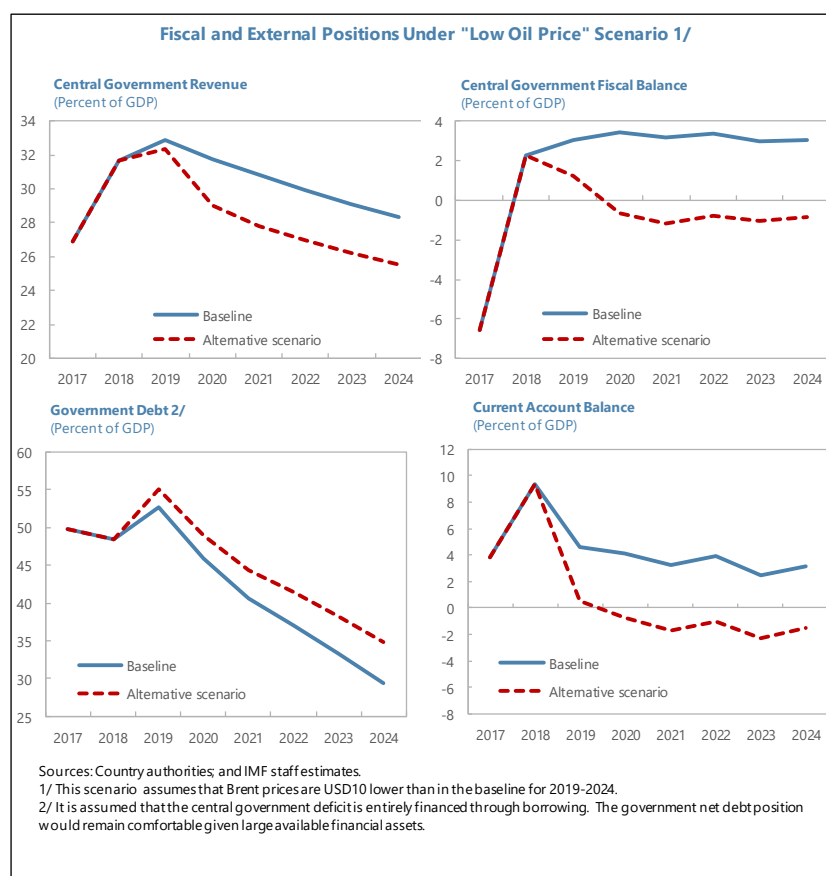 Fiscal and External Positions Under "Low Oil Price" Scenario 1/
Central Government Revenue
(Percent of GDP)
34
32
30
28
26
24
22
20
Baseline
Alternative scenario
2017 2018 2019 2020 2021 2022 2023 2024
Central Government Fiscal Balance
(Percent of GDP)
4
2
0
-2
-4
-6
-8
Baseline
Alternative scenario
2017 2018 2019 2020 2021 2022 2023 2024
Government Debt 2/
(Percent of GDP)
60
55
50
45
40
35
30
25
Baseline
Alternative scenario
2017 2018 2019 2020 2021 2022 2023 2024
Current Account Balance
(Percent of GDP)
12
10
8
6
4
2
0
-2
-4
-6
-8
Baseline
Alternative scenario
2017 2018 2019 2020 2021 2022 2023 2024
Sources: Country authorities; and IMF staff estimates.
1/ This scenario assumes that Brent prices are USD10 lower than in the baseline for 2019-2024.
2/ It is assumed that the central government deficit is entirely financed through borrowing. The government net debt position
would remain comfortable given large available financial assets.